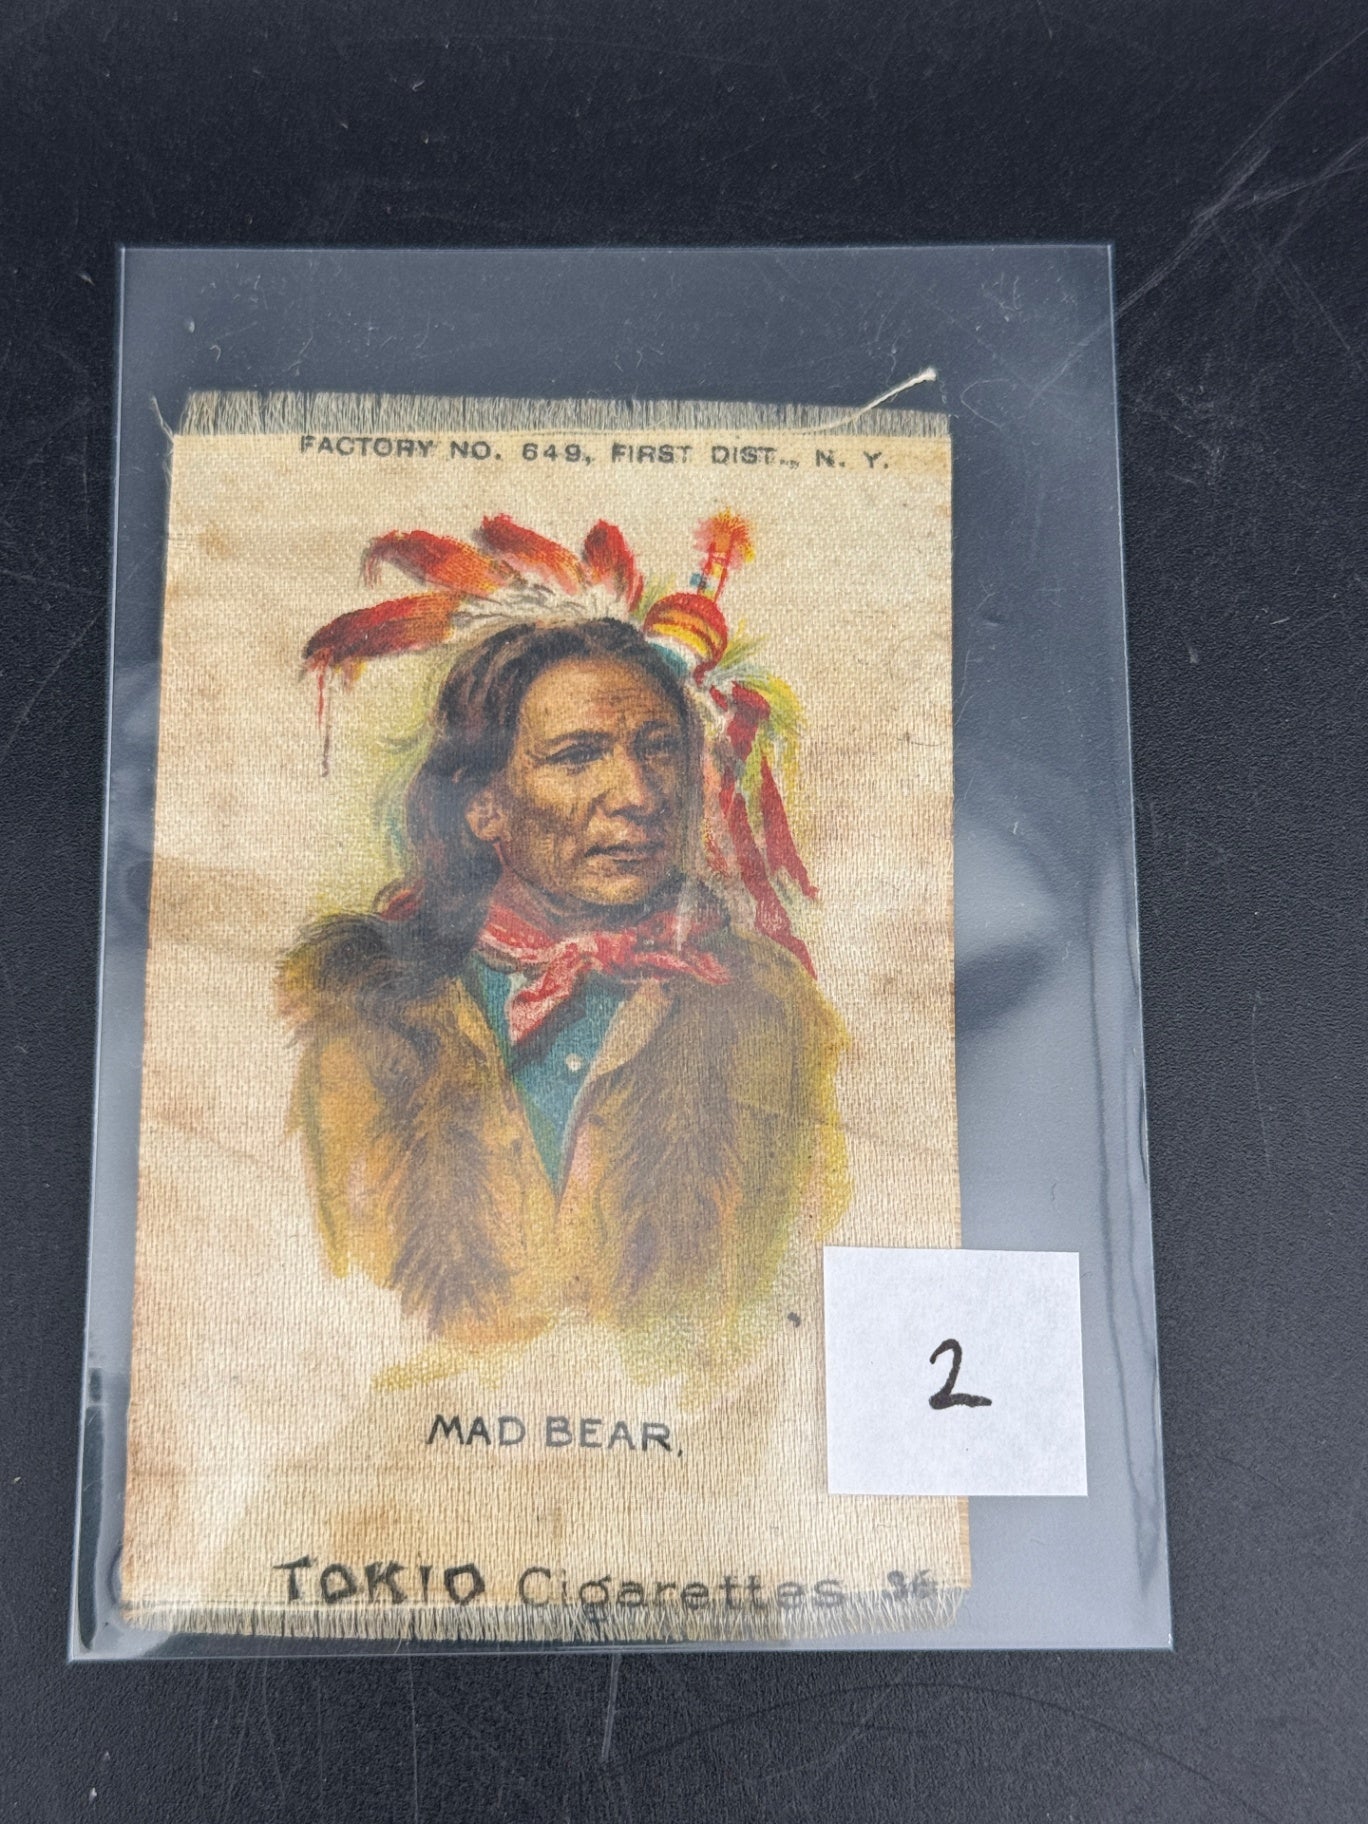 FACTORY NO. 649, FIRST DIST., N. Y.
MAD BEAR.
2
TOKIO Cigarettes 36